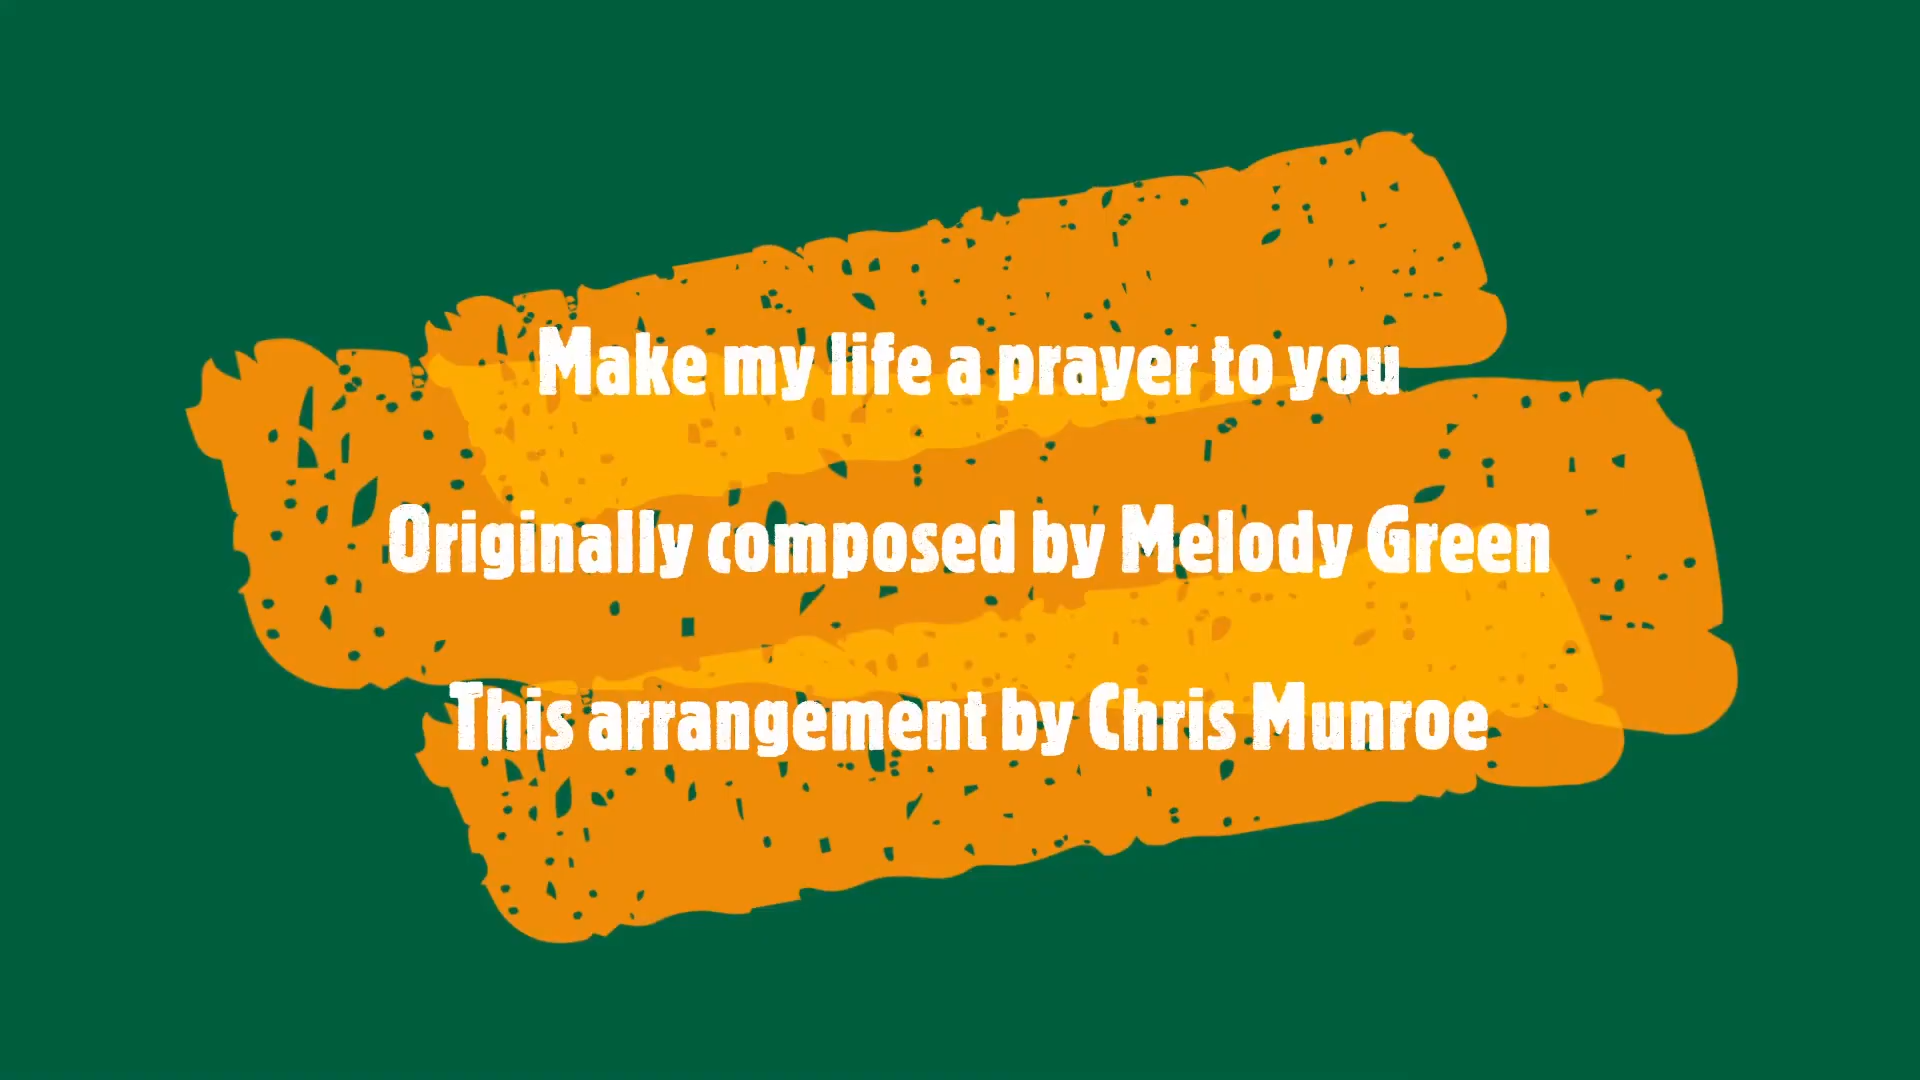 Make my life a prayer to you
Originally composed by Melody Green
This arrangement by Chris Munroe